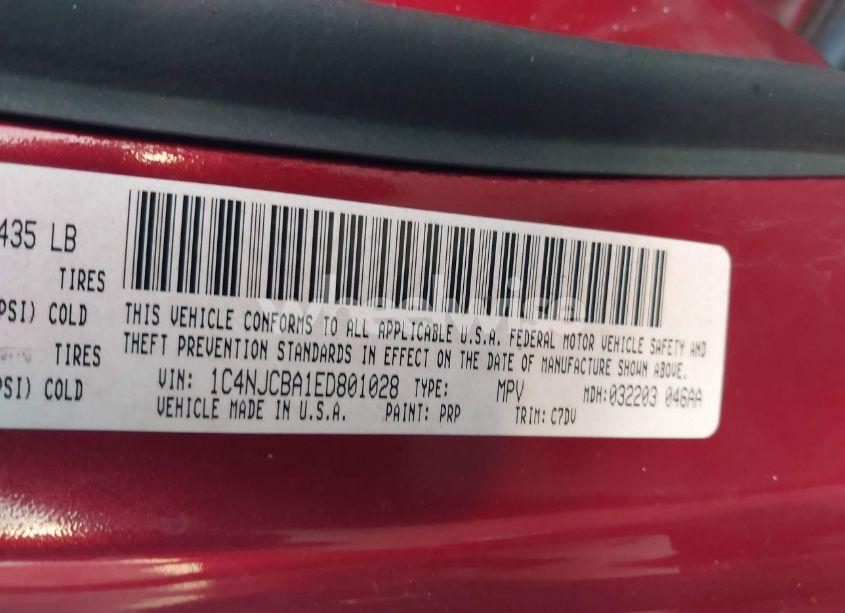 435 LB
TIRES
PSI) COLD
TIRES
PSI) COLD
THIS VEHICLE CONFORMS TO ALL APPLICABLE U.S.A. FEDERAL MOTOR VEHICLE SAFETY AND
THEFT PREVENTION STANDARDS IN EFFECT ON THE DATE OF MANUFACTURE SHOWN ABOVE.
VIN: 1C4NJCBA1ED801028 TYPE: MPV MDH:032203 046AA
VEHICLE MADE IN U.S.A. PAINT: PRP TRIM: C7DV